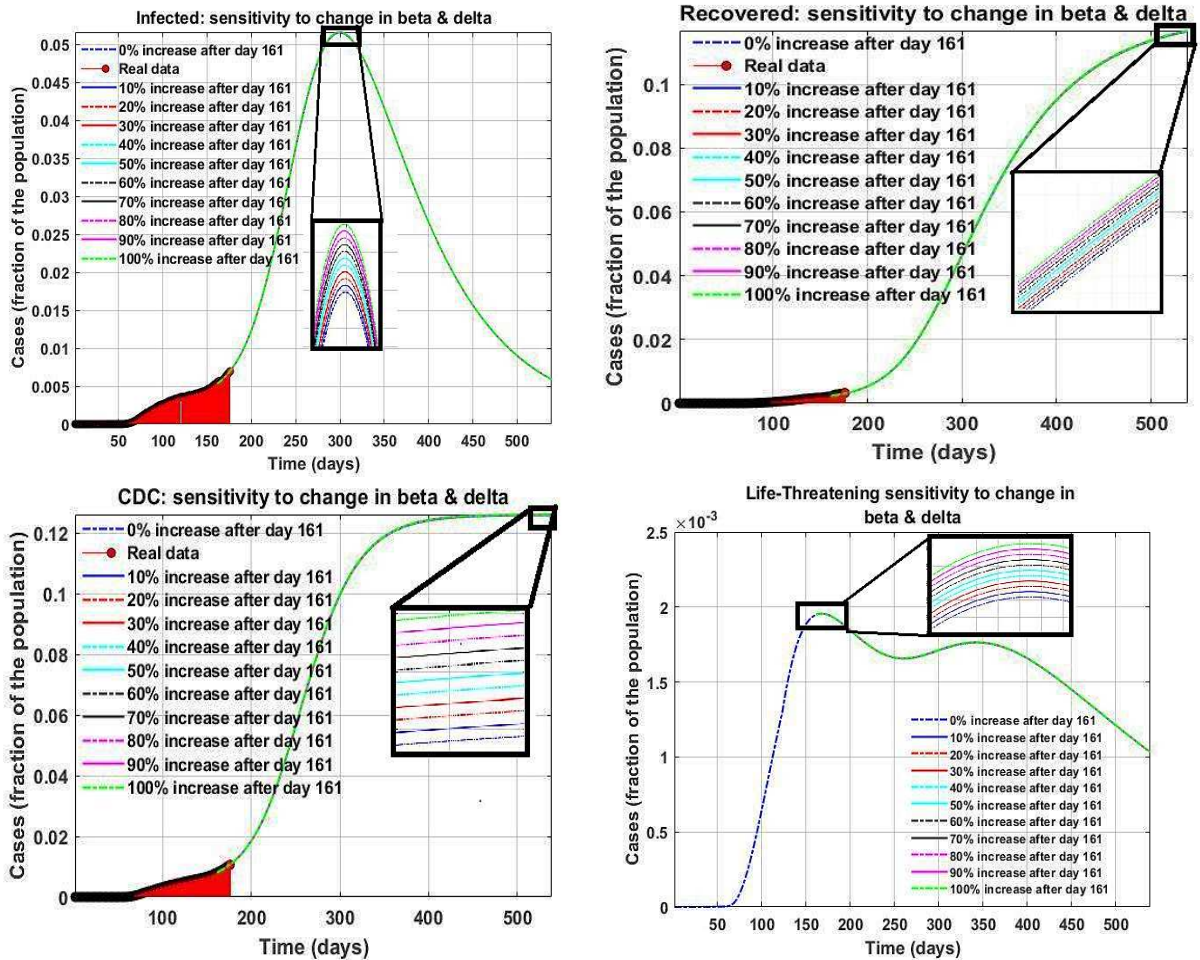 Infected: sensitivity to change in beta & delta
0% increase after day 161
Real data
10% increase after day 161
20% increase after day 161
30% increase after day 161
40% increase after day 161
50% increase after day 161
60% increase after day 161
70% increase after day 161
80% increase after day 161
90% increase after day 161
100% increase after day 161
0.05
0.045
0.04
0.035
0.03
0.025
0.02
0.015
0.01
0.005
0
Cases (fraction of the population)
50 100 150 200 250 300 350 400 450 500
Time (days)
Recovered: sensitivity to change in beta & delta
0% increase after day 161
Real data
10% increase after day 161
20% increase after day 161
30% increase after day 161
40% increase after day 161
50% increase after day 161
60% increase after day 161
70% increase after day 161
80% increase after day 161
90% increase after day 161
100% increase after day 161
0.1
0.08
0.06
0.04
0.02
0
Cases (fraction of the population)
100 200 300 400 500
Time (days)
CDC: sensitivity to change in beta & delta
0% increase after day 161
Real data
10% increase after day 161
20% increase after day 161
30% increase after day 161
40% increase after day 161
50% increase after day 161
60% increase after day 161
70% increase after day 161
80% increase after day 161
90% increase after day 161
100% increase after day 161
0.12
0.1
0.08
0.06
0.04
0.02
0
Cases (fraction of the population)
100 200 300 400 500
Time (days)
Life-Threatening sensitivity to change in
beta & delta
×10⁻³
2.5
2
1.5
1
0.5
0
Cases (fraction of the population)
0% increase after day 161
10% increase after day 161
20% increase after day 161
30% increase after day 161
40% increase after day 161
50% increase after day 161
60% increase after day 161
70% increase after day 161
80% increase after day 161
90% increase after day 161
100% increase after day 161
50 100 150 200 250 300 350 400 450 500
Time (days)